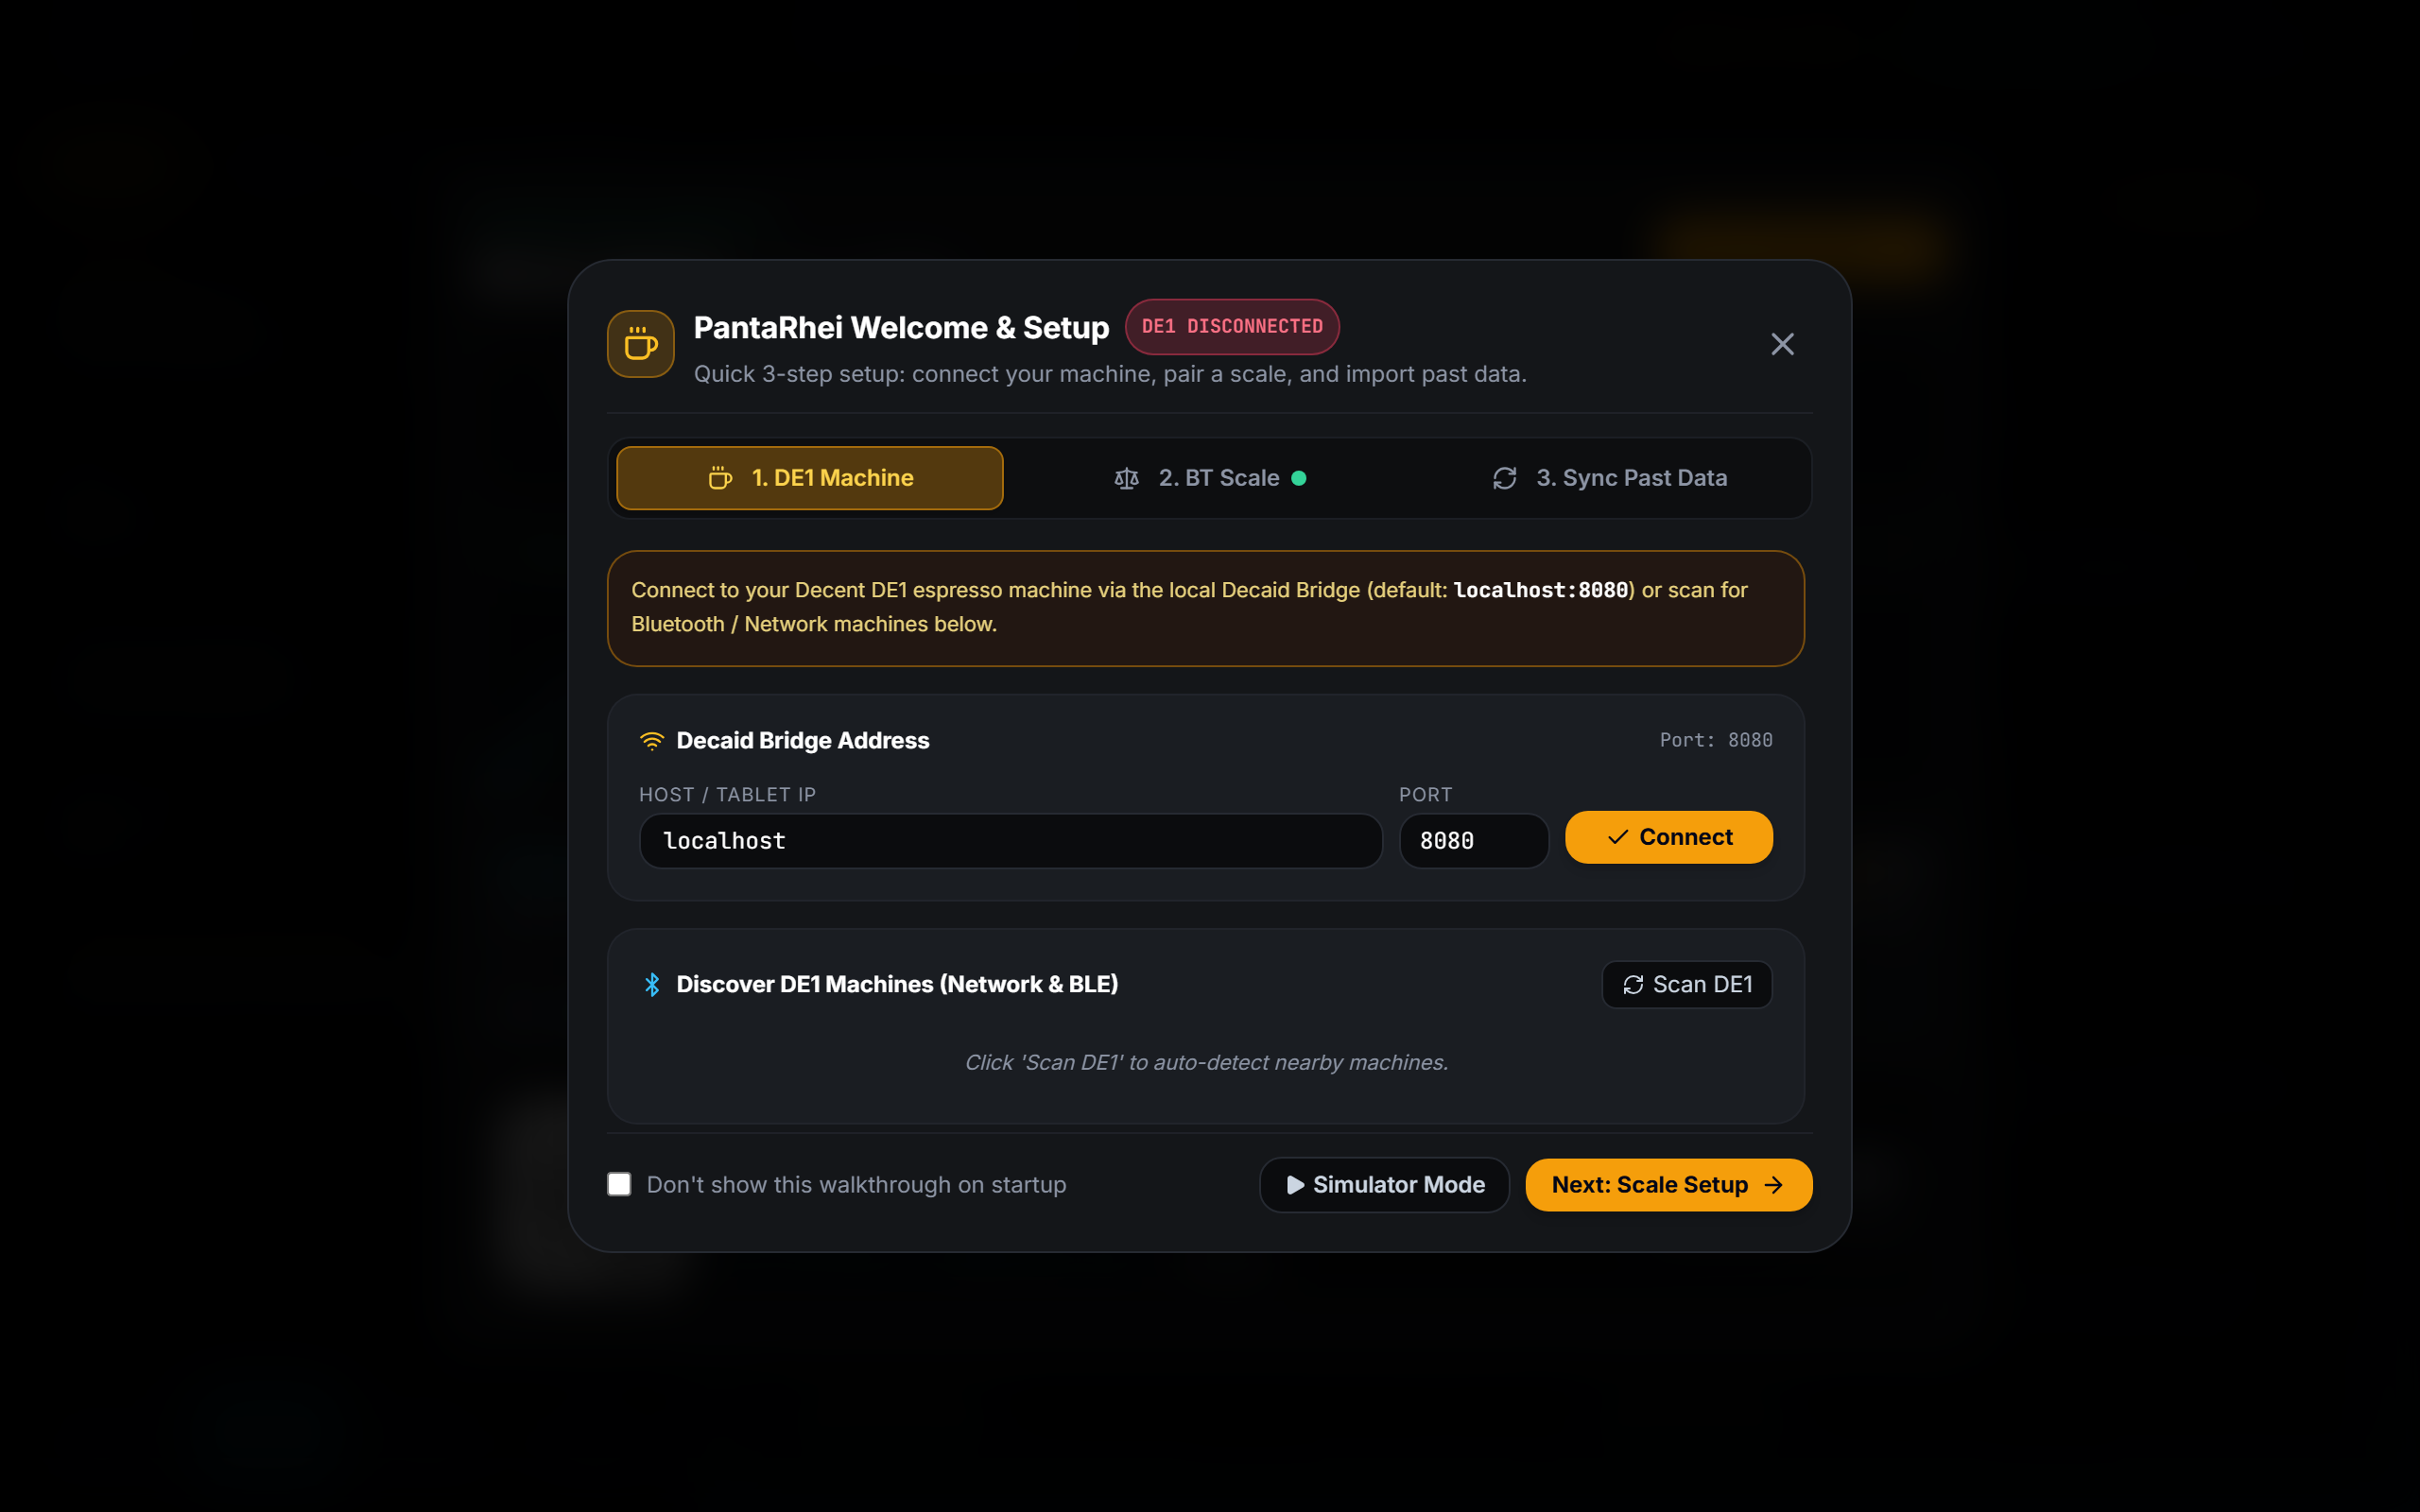 PantaRhei Welcome & Setup
DE1 DISCONNECTED
Quick 3-step setup: connect your machine, pair a scale, and import past data.
1. DE1 Machine
2. BT Scale
3. Sync Past Data
Connect to your Decent DE1 espresso machine via the local Decaid Bridge (default: localhost:8080) or scan for
Bluetooth / Network machines below.
Decaid Bridge Address
Port: 8080
HOST / TABLET IP
PORT
localhost
8080
Connect
Discover DE1 Machines (Network & BLE)
Scan DE1
Click 'Scan DE1' to auto-detect nearby machines.
Don't show this walkthrough on startup
Simulator Mode
Next: Scale Setup